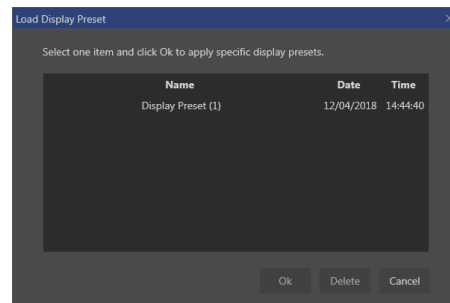 Load Display Preset
Select one item and click Ok to apply specific display presets.
Name Date Time
Display Preset (1) 12/04/2018 14:44:40
Ok Delete Cancel